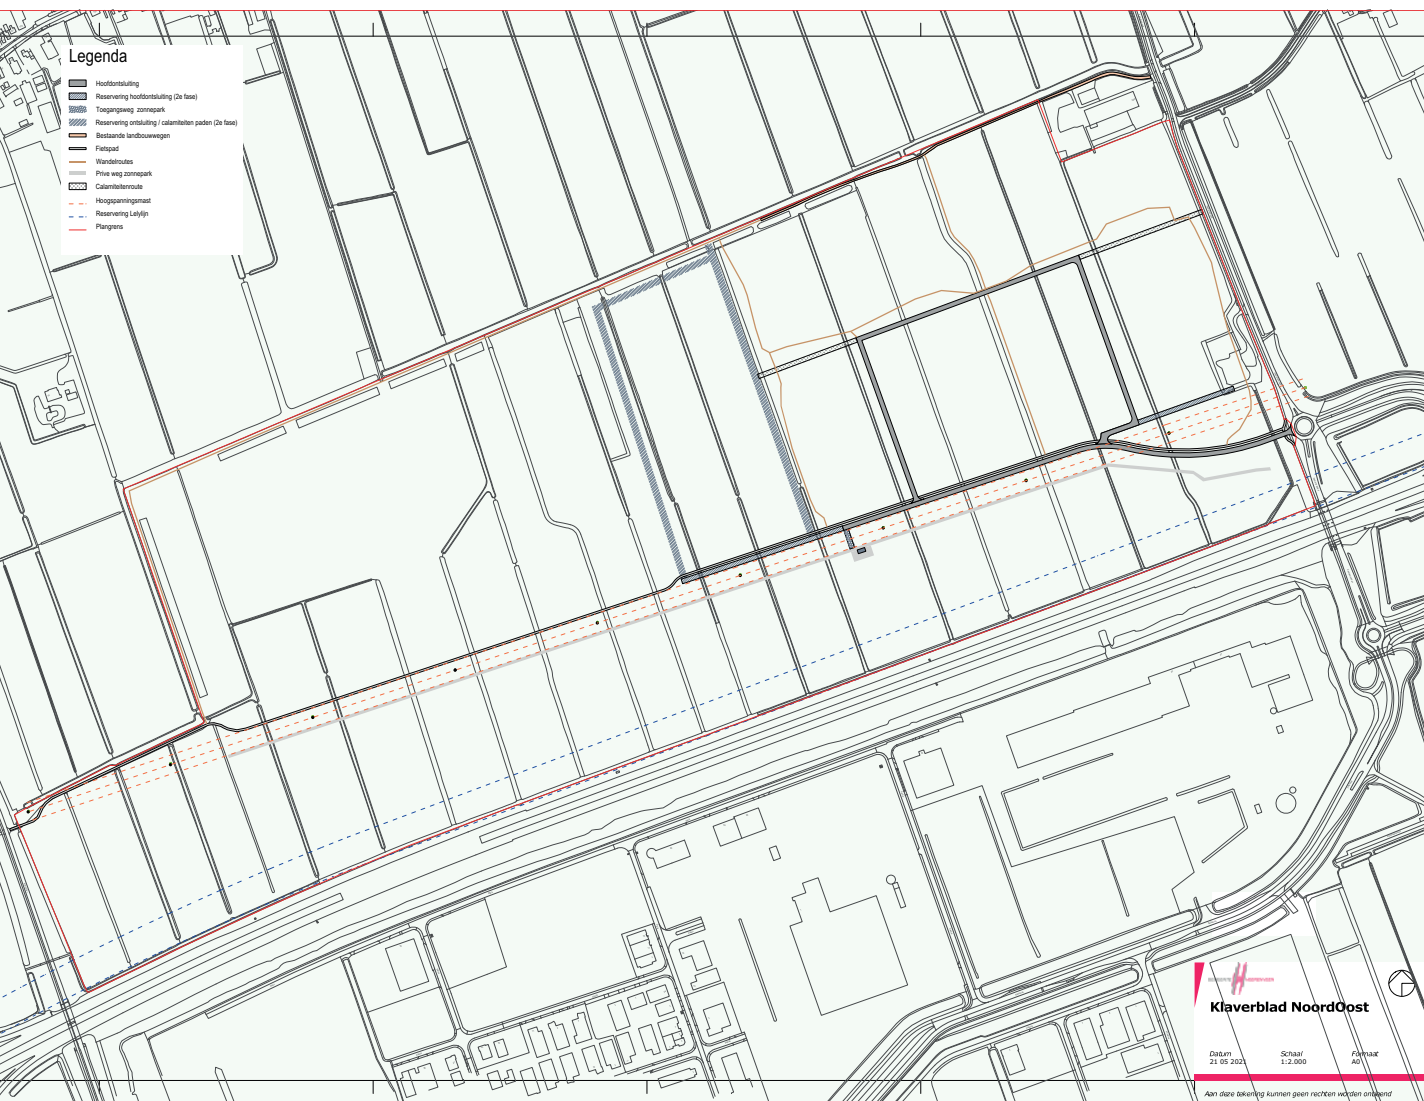 Legenda
Hoofdontsluiting
Reservering hoofdontsluiting (2e fase)
Toegangsweg zonnepark
Reservering ontsluiting / calamiteiten paden (2e fase)
Bestaande landbouwwegen
Fietspad
Wandelroutes
Prive weg zonnepark
Calamiteitenroute
Hoogspanningsmast
Reservering Lelylijn
Plangrens
Klaverblad NoordOost
Datum Schaal Formaat
21 05 2021 1:2.000 A0
Aan deze tekening kunnen geen rechten worden ontleend